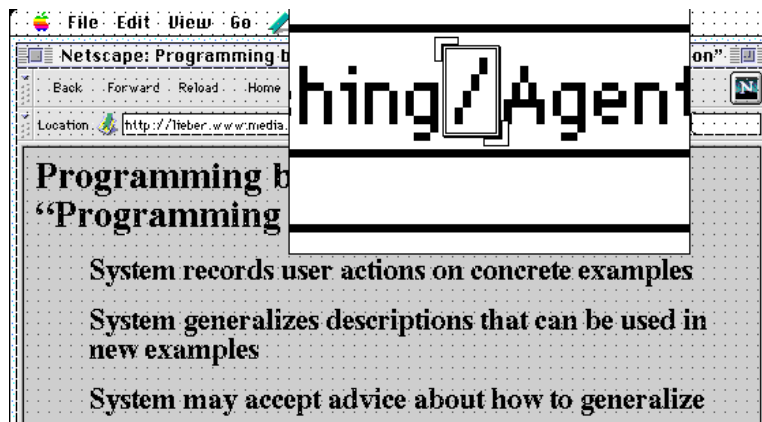 File Edit View Go
Netscape: Programming b
on”
Back Forward Reload Home
N
Location: http://lieber.www.media.
hing/Agent
Programming b
“Programming
System records user actions on concrete examples
System generalizes descriptions that can be used in
new examples
System may accept advice about how to generalize